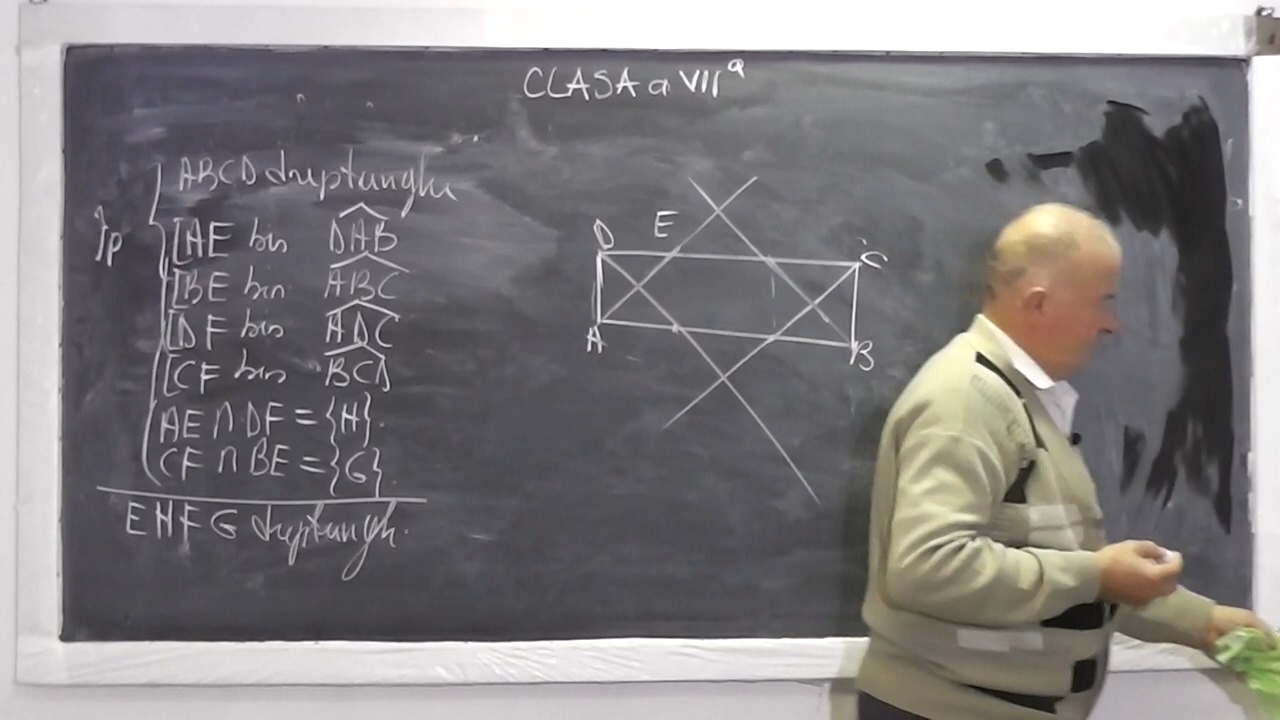 CLASA a VII ª
ABCD dreptunghi
Ip
[AE bis DAB
[BE bis ABC
[DF bis ADC
[CF bis BCD
AE ∩ DF = {H}.
CF ∩ BE = {G}.
EHFG dreptungh.
D
E
C
A
B